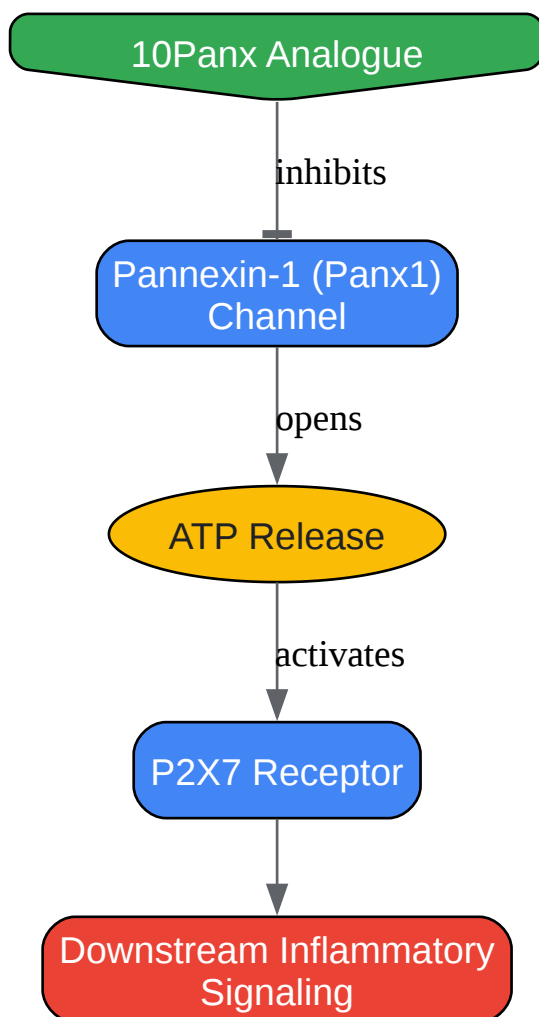 10Panx Analogue
inhibits
Pannexin-1 (Panx1)
Channel
opens
ATP Release
activates
P2X7 Receptor
Downstream Inflammatory
Signaling